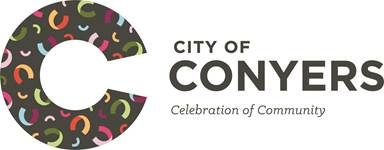 CITY OF
CONYERS
Celebration of Community